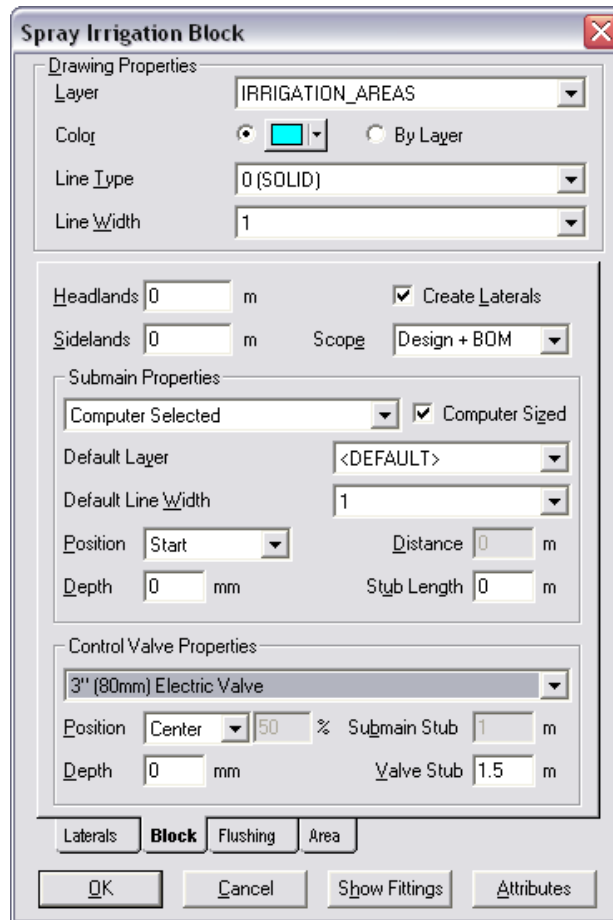 Spray Irrigation Block
Drawing Properties
Layer IRRIGATION_AREAS
Color By Layer
Line Type 0 (SOLID)
Line Width 1
Headlands 0 m Create Laterals
Sidelands 0 m Scope Design + BOM
Submain Properties
Computer Selected Computer Sized
Default Layer <DEFAULT>
Default Line Width 1
Position Start Distance 0 m
Depth 0 mm Stub Length 0 m
Control Valve Properties
3" (80mm) Electric Valve
Position Center 50 % Submain Stub 1 m
Depth 0 mm Valve Stub 1.5 m
Laterals Block Flushing Area
OK Cancel Show Fittings Attributes